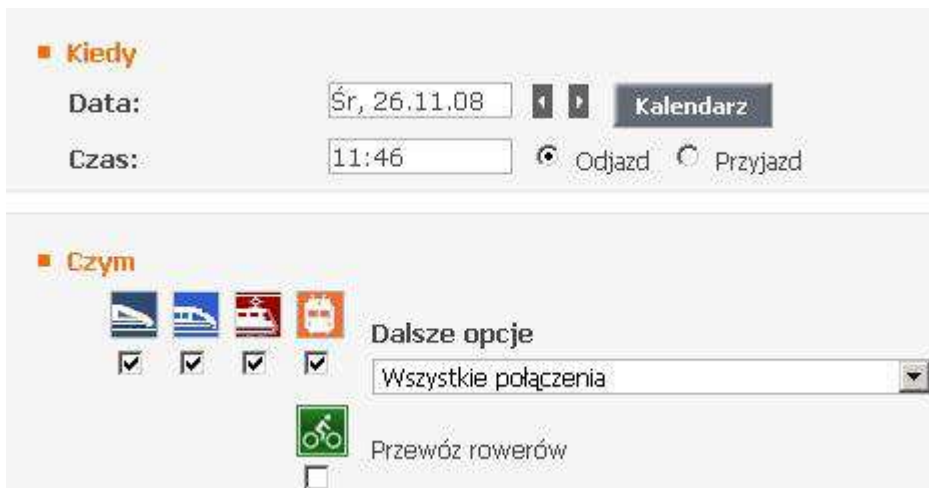 Kiedy
Data: Śr, 26.11.08 Kalendarz
Czas: 11:46 Odjazd Przyjazd
Czym
Dalsze opcje
Wszystkie połączenia
Przewóz rowerów